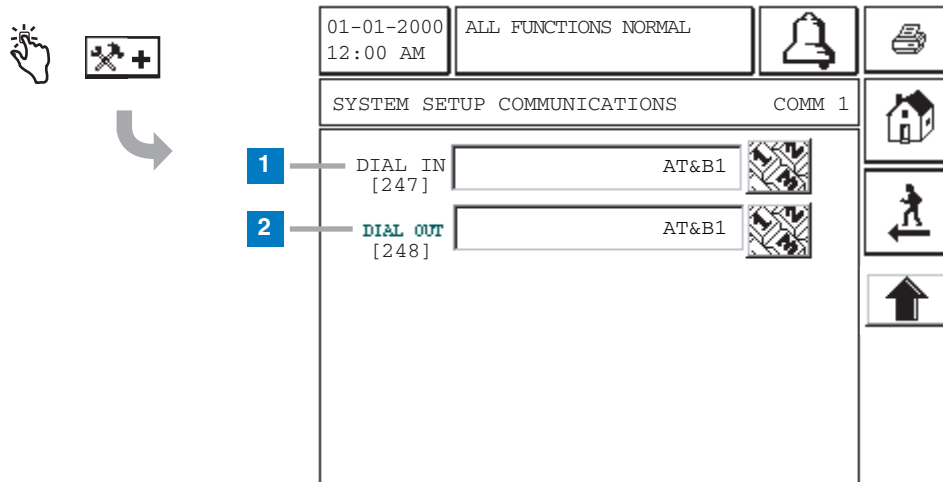 01-01-2000
12:00 AM
ALL FUNCTIONS NORMAL
SYSTEM SETUP COMMUNICATIONS COMM 1
1 DIAL IN AT&B1
[247]
2 DIAL OUT AT&B1
[248]